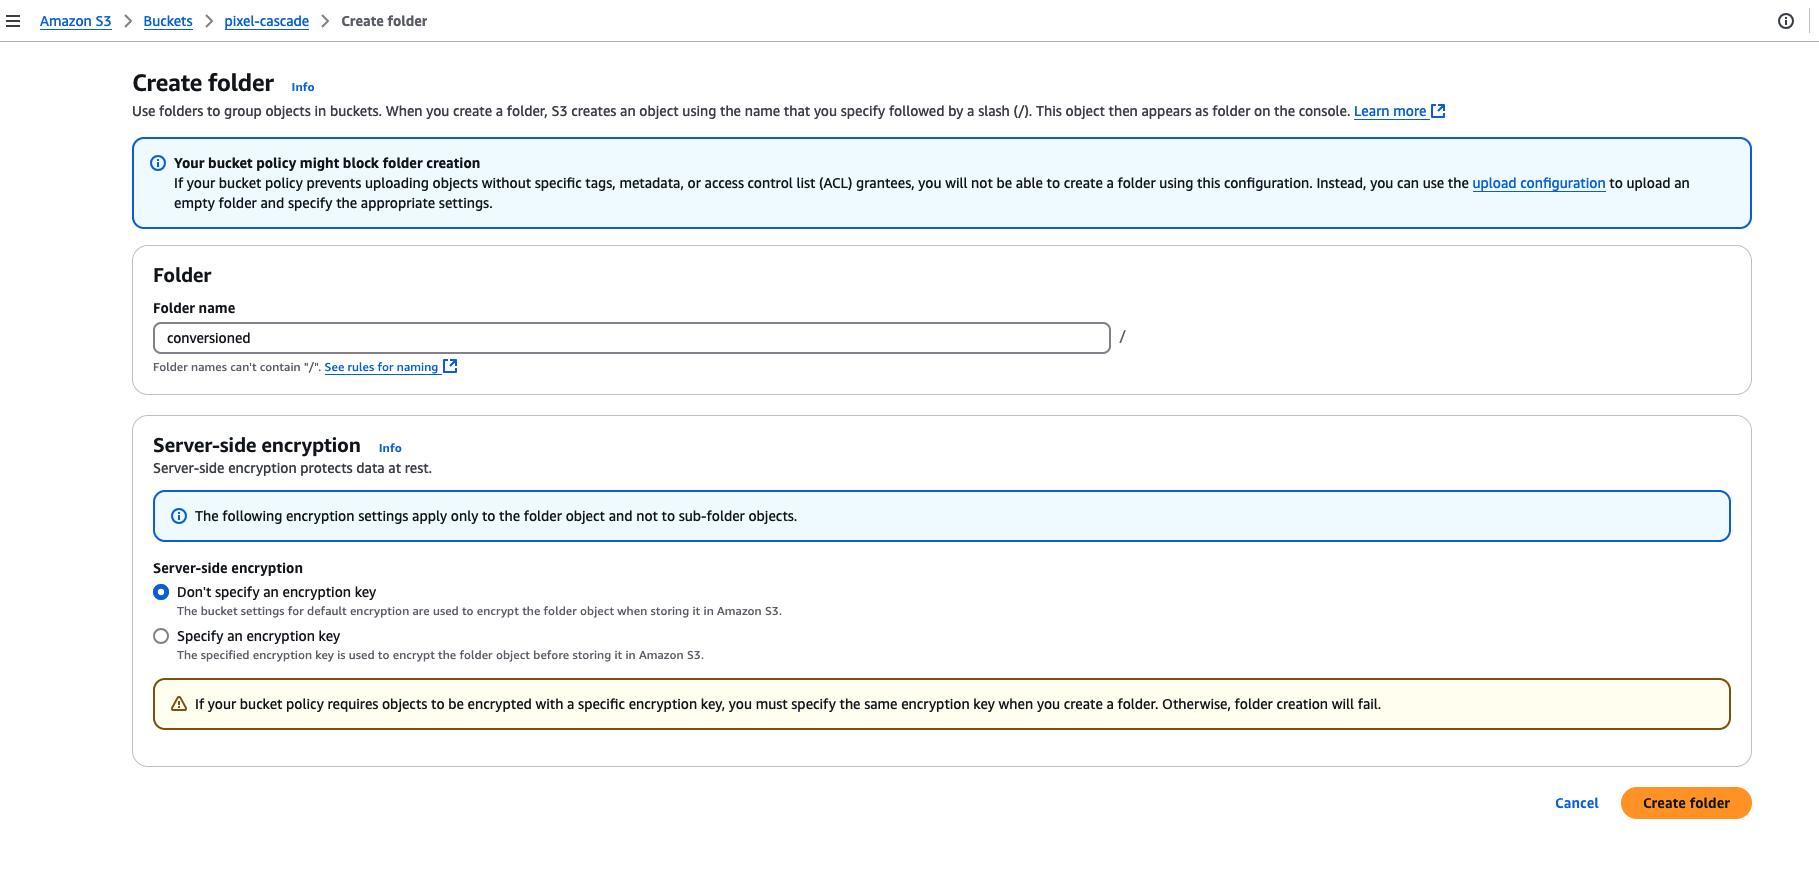 Amazon S3 > Buckets > pixel-cascade > Create folder
Create folder Info
Use folders to group objects in buckets. When you create a folder, S3 creates an object using the name that you specify followed by a slash (/). This object then appears as folder on the console. Learn more
Your bucket policy might block folder creation
If your bucket policy prevents uploading objects without specific tags, metadata, or access control list (ACL) grantees, you will not be able to create a folder using this configuration. Instead, you can use the upload configuration to upload an
empty folder and specify the appropriate settings.
Folder
Folder name
conversioned /
Folder names can't contain "/". See rules for naming
Server-side encryption Info
Server-side encryption protects data at rest.
The following encryption settings apply only to the folder object and not to sub-folder objects.
Server-side encryption
Don't specify an encryption key
The bucket settings for default encryption are used to encrypt the folder object when storing it in Amazon S3.
Specify an encryption key
The specified encryption key is used to encrypt the folder object before storing it in Amazon S3.
If your bucket policy requires objects to be encrypted with a specific encryption key, you must specify the same encryption key when you create a folder. Otherwise, folder creation will fail.
Cancel Create folder